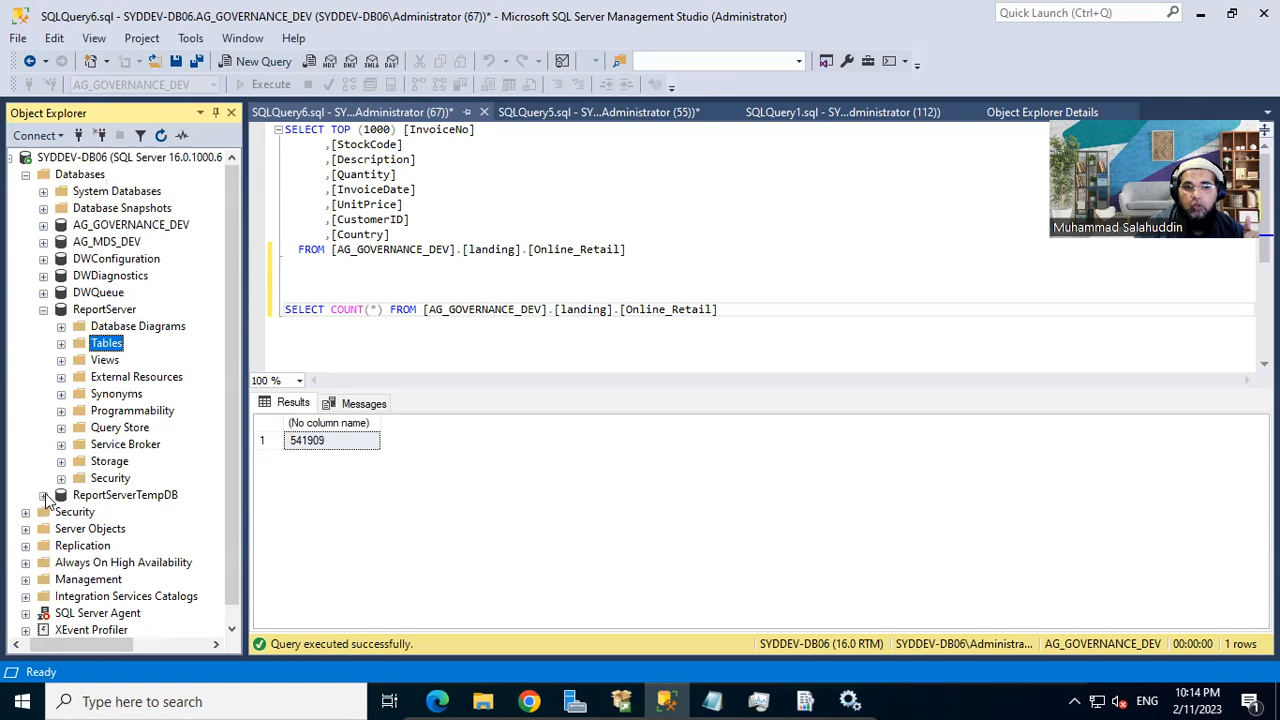 SQLQuery6.sql - SYDDEV-DB06.AG_GOVERNANCE_DEV (SYDDEV-DB06\Administrator (67))* - Microsoft SQL Server Management Studio (Administrator)
Quick Launch (Ctrl+Q)
File Edit View Project Tools Window Help
New Query
MDX DMX XMLA DAX
AG_GOVERNANCE_DEV
Execute
Object Explorer
Connect
SYDDEV-DB06 (SQL Server 16.0.1000.6
Databases
System Databases
Database Snapshots
AG_GOVERNANCE_DEV
AG_MDS_DEV
DWConfiguration
DWDiagnostics
DWQueue
ReportServer
Database Diagrams
Tables
Views
External Resources
Synonyms
Programmability
Query Store
Service Broker
Storage
Security
ReportServerTempDB
Security
Server Objects
Replication
Always On High Availability
Management
Integration Services Catalogs
SQL Server Agent
XEvent Profiler
SQLQuery6.sql - SY...Administrator (67))*
SQLQuery5.sql - SY...Administrator (55))*
SQLQuery1.sql - SY...dministrator (112))
Object Explorer Details
SELECT TOP (1000) [InvoiceNo]
,[StockCode]
,[Description]
,[Quantity]
,[InvoiceDate]
,[UnitPrice]
,[CustomerID]
,[Country]
FROM [AG_GOVERNANCE_DEV].[landing].[Online_Retail]
SELECT COUNT(*) FROM [AG_GOVERNANCE_DEV].[landing].[Online_Retail]
Muhammad Salahuddin
100 %
Results
Messages
(No column name)
1 541909
Query executed successfully.
SYDDEV-DB06 (16.0 RTM)
SYDDEV-DB06\Administra...
AG_GOVERNANCE_DEV
00:00:00
1 rows
Ready
Type here to search
ENG
10:14 PM
2/11/2023
1